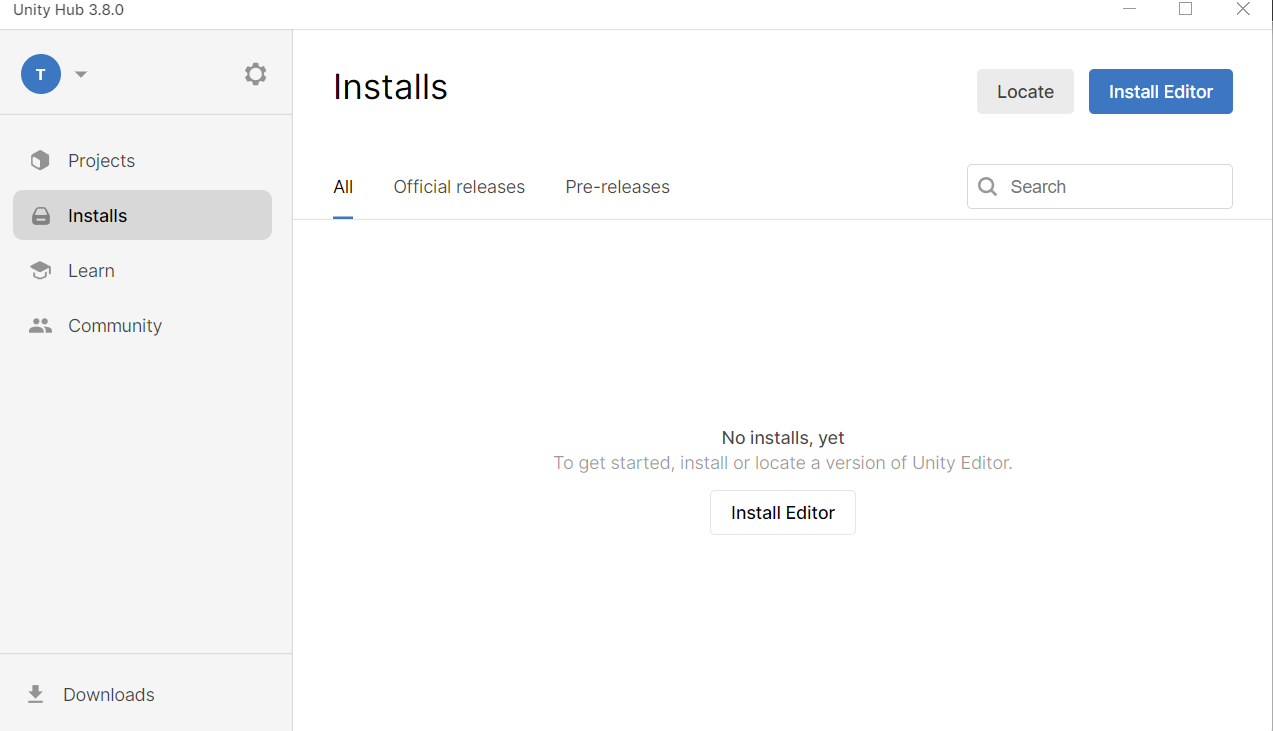 Unity Hub 3.8.0
T
Projects
Installs
Learn
Community
Downloads
Installs
Locate
Install Editor
All
Official releases
Pre-releases
Search
No installs, yet
To get started, install or locate a version of Unity Editor.
Install Editor